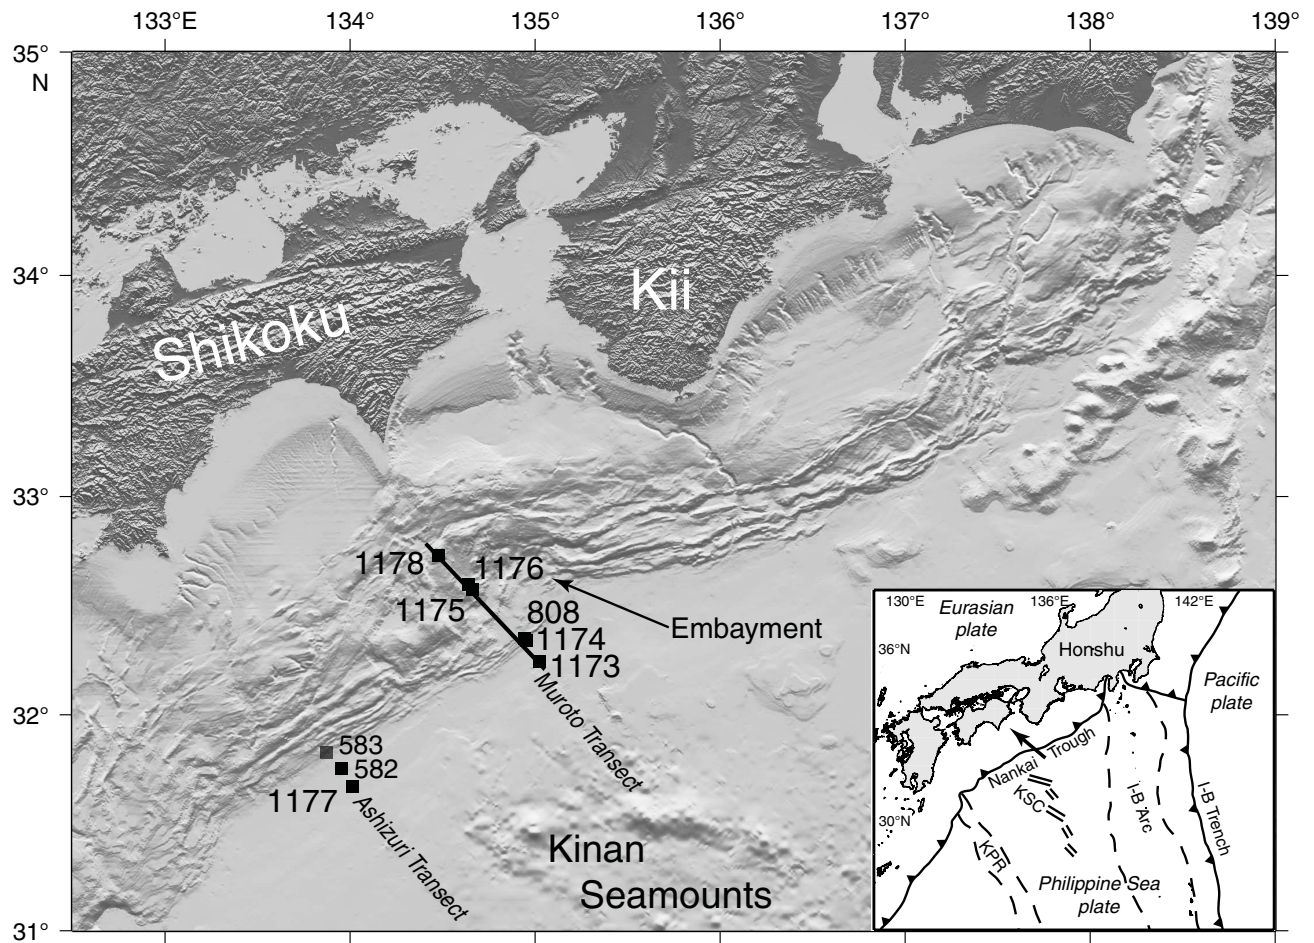 133°E 134° 135° 136° 137° 138° 139°
35°
N
34°
33°
32°
31°
Shikoku
Kii
1178
1176
1175
808
1174
1173
Embayment
Muroto Transect
583
582
1177
Ashizuri Transect
Kinan
Seamounts
130°E 136°E 142°E
Eurasian
plate
36°N
Honshu
Pacific
plate
Nankai Trough
KSC
I-B Arc
I-B Trench
30°N
KPR
Philippine Sea
plate